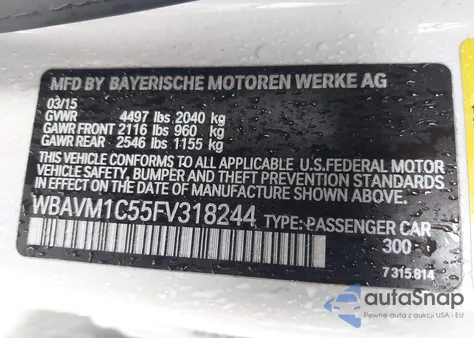 MFD BY BAYERISCHE MOTOREN WERKE AG
03/15
GVWR 4497 lbs. 2040 kg
GAWR FRONT 2116 lbs 960 kg
GAWR REAR 2546 lbs 1155 kg
THIS VEHICLE CONFORMS TO ALL APPLICABLE U.S.FEDERAL MOTOR
VEHICLE SAFETY, BUMPER AND THEFT PREVENTION STANDARDS IN
EFFECT ON THE DATE OF MANUFACTURE SHOWN ABOVE.
WBAVM1C55FV318244 TYPE: PASSENGER CAR
300
7 315.814
autoSnap
Pewne auta z aukcji USA i EU